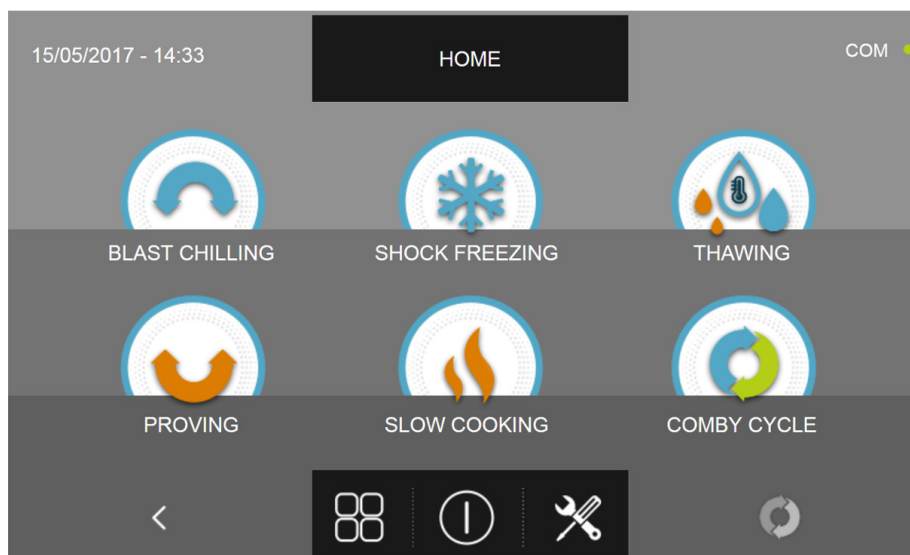 15/05/2017 - 14:33
HOME
COM
BLAST CHILLING
SHOCK FREEZING
THAWING
PROVING
SLOW COOKING
COMBY CYCLE